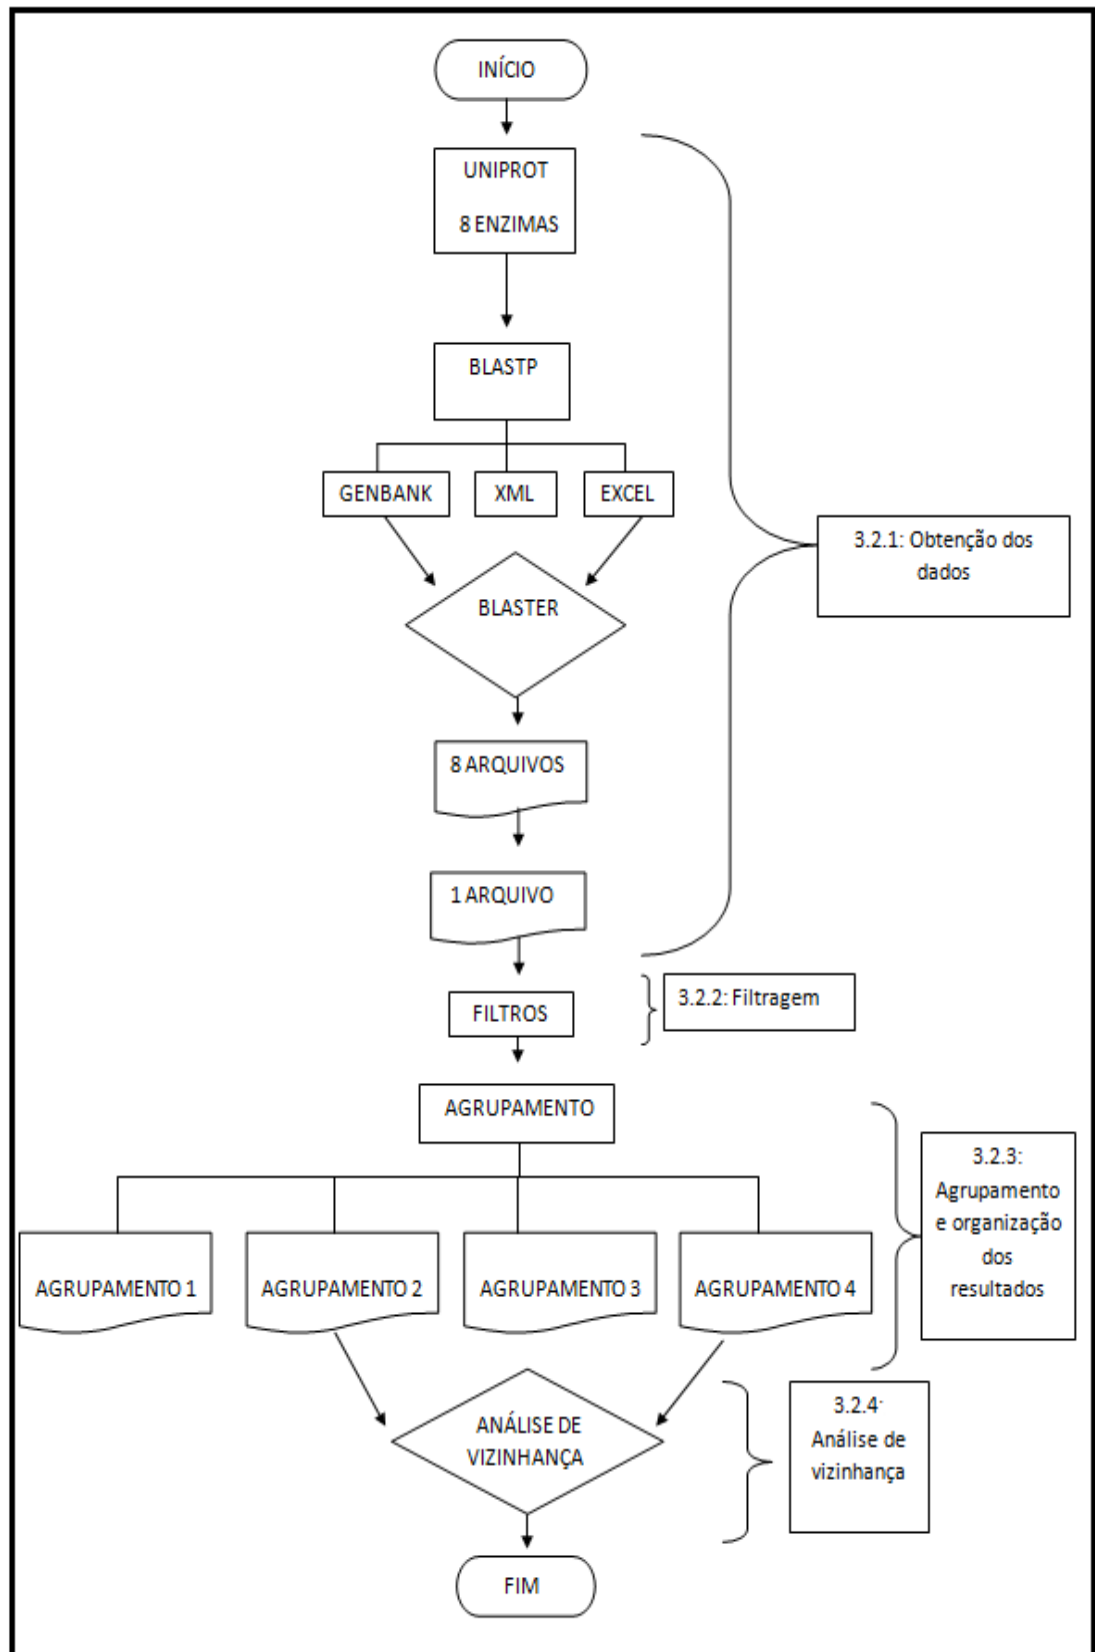 INÍCIO
UNIPROT
8 ENZIMAS
BLASTP
GENBANK
XML
EXCEL
3.2.1: Obtenção dos
dados
BLASTER
8 ARQUIVOS
1 ARQUIVO
FILTROS
3.2.2: Filtragem
AGRUPAMENTO
3.2.3:
Agrupamento
e organização
dos
resultados
AGRUPAMENTO 1
AGRUPAMENTO 2
AGRUPAMENTO 3
AGRUPAMENTO 4
ANÁLISE DE
VIZINHANÇA
3.2.4:
Análise de
vizinhança
FIM